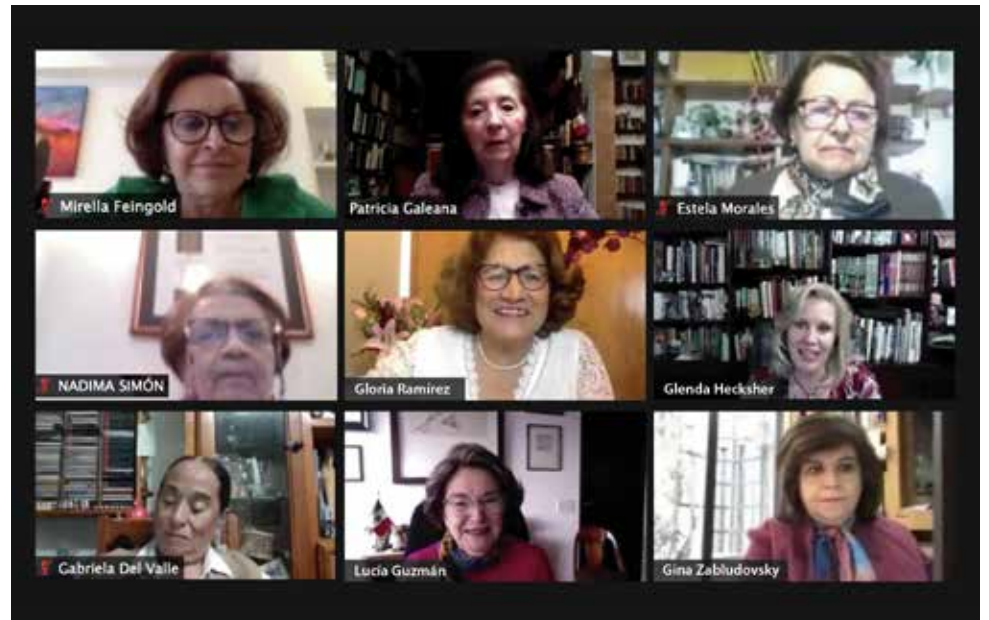 Mirella Feingold
Patricia Galeana
Estela Morales
NADIMA SIMÓN
Gloria Ramírez
Glenda Hecksher
Gabriela Del Valle
Lucía Guzmán
Gina Zabludovsky